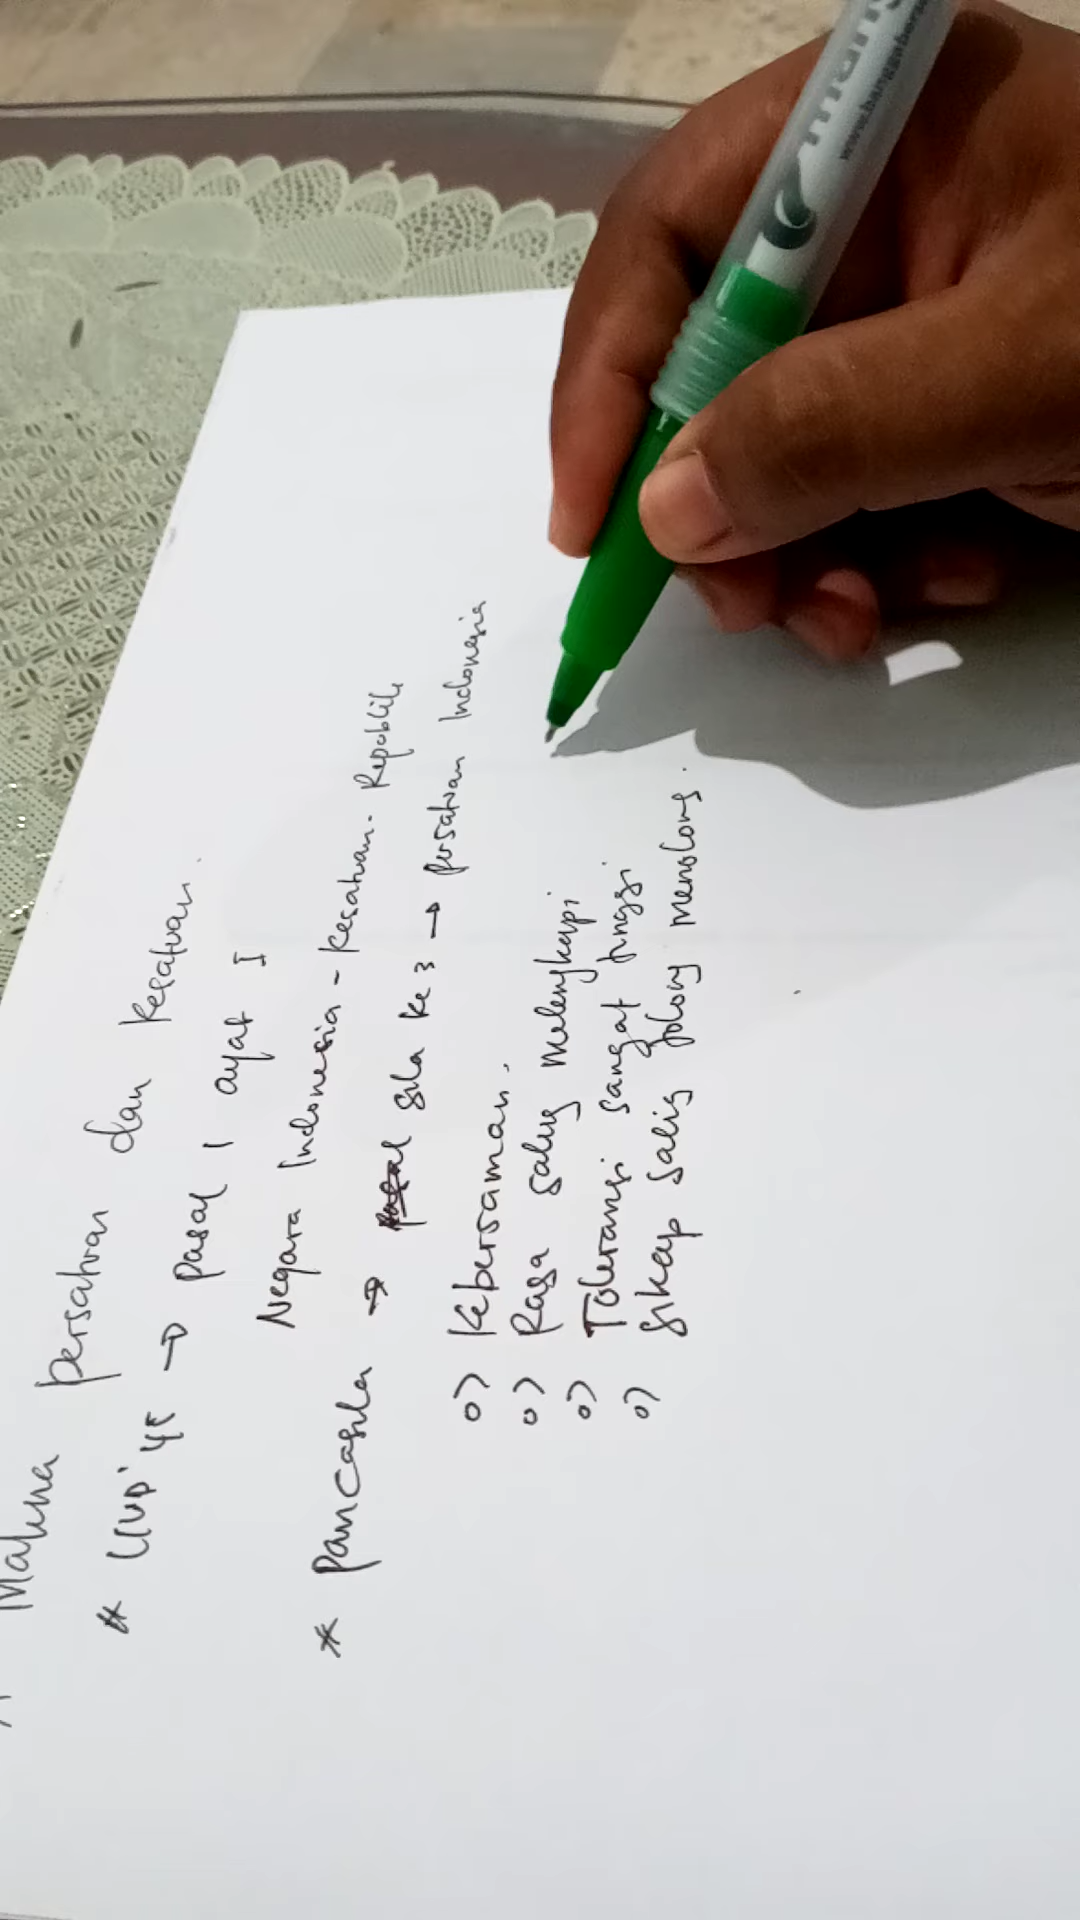 Makna persatuan dan kesatuan.
* UUD' 45 → pasal 1 ayat I
Negara Indonesia - kesatuan. Republik
* pancasila → sila ke 3 → persatuan Indonesia
o) Kebersamaan.
o) Rasa saling melengkapi
o) Toleransi sangat tinggi
o) sikap saling tolong menolong.